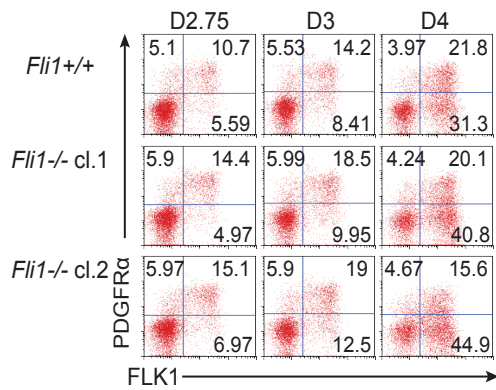 D2.75 D3 D4
Fli1+/+ 5.1 10.7 5.53 14.2 3.97 21.8
5.59 8.41 31.3
Fli1-/- cl.1 5.9 14.4 5.99 18.5 4.24 20.1
4.97 9.95 40.8
Fli1-/- cl.2 5.97 15.1 5.9 19 4.67 15.6
6.97 12.5 44.9
PDGFRα
FLK1